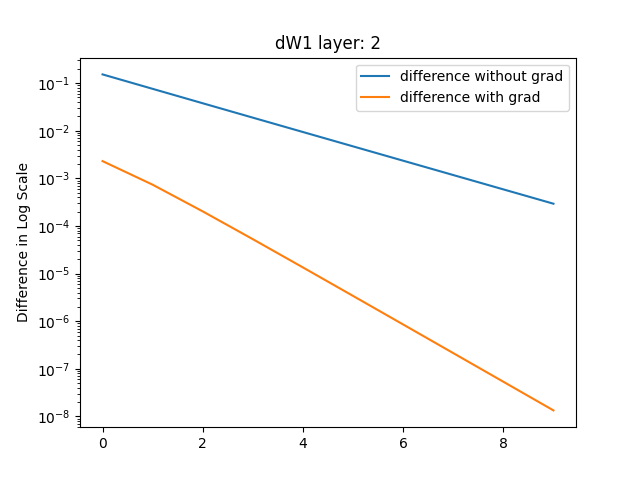 dW1 layer: 2
difference without grad
difference with grad
Difference in Log Scale
10⁻¹
10⁻²
10⁻³
10⁻⁴
10⁻⁵
10⁻⁶
10⁻⁷
10⁻⁸
0 2 4 6 8